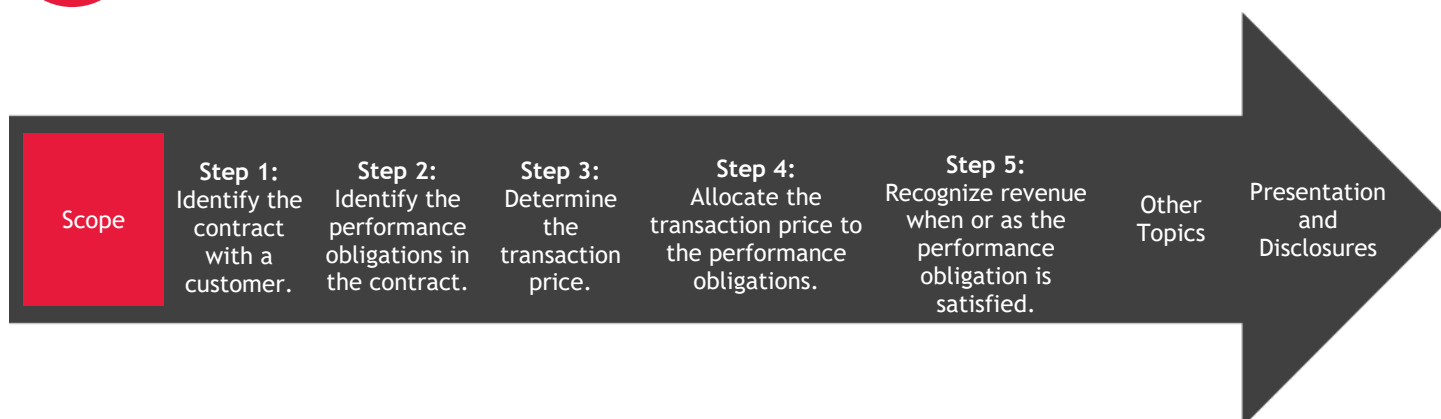 Scope
Step 1:
Identify the
contract
with a
customer.
Step 2:
Identify the
performance
obligations in
the contract.
Step 3:
Determine
the
transaction
price.
Step 4:
Allocate the
transaction price to
the performance
obligations.
Step 5:
Recognize revenue
when or as the
performance
obligation is
satisfied.
Other
Topics
Presentation
and
Disclosures